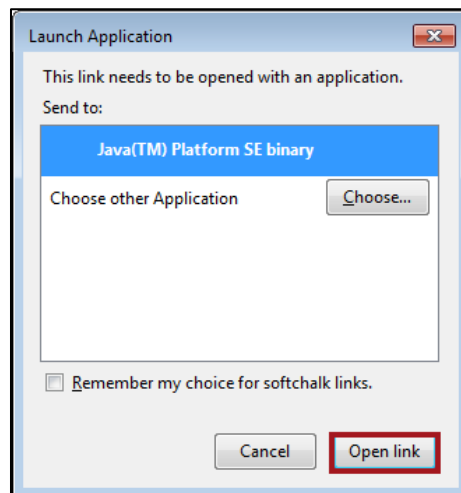 Launch Application
This link needs to be opened with an application.
Send to:
Java(TM) Platform SE binary
Choose other Application
Choose...
Remember my choice for softchalk links.
Cancel
Open link